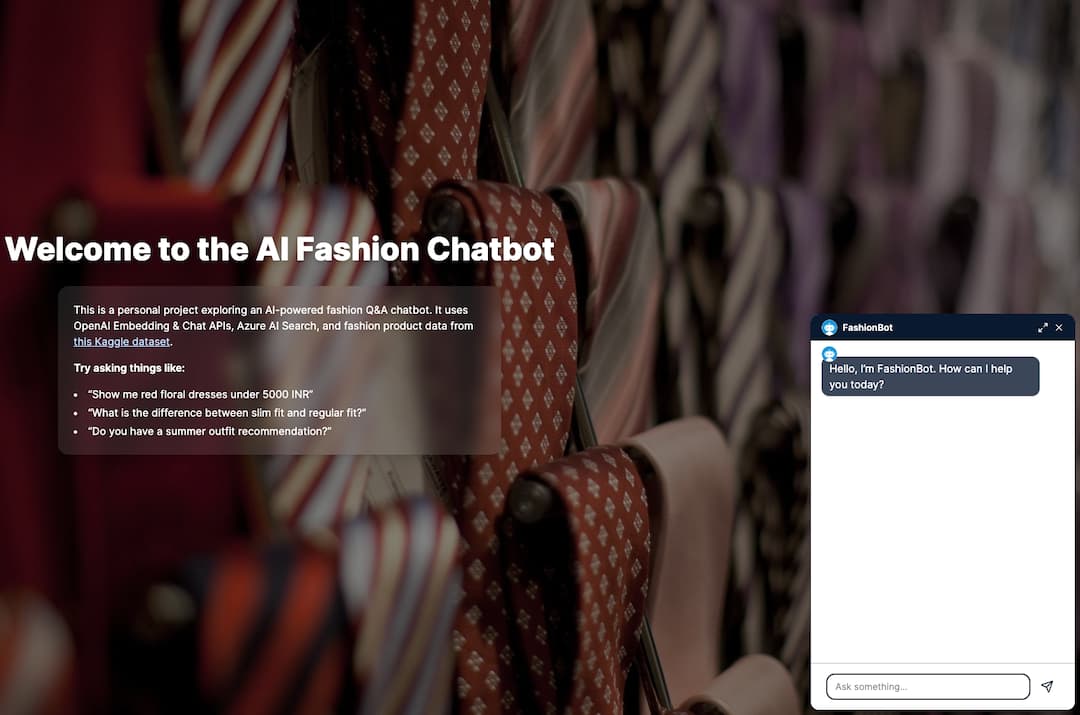 Welcome to the AI Fashion Chatbot
This is a personal project exploring an AI-powered fashion Q&A chatbot. It uses
OpenAI Embedding & Chat APIs, Azure AI Search, and fashion product data from
this Kaggle dataset.
Try asking things like:
• “Show me red floral dresses under 5000 INR”
• “What is the difference between slim fit and regular fit?”
• “Do you have a summer outfit recommendation?”
FashionBot
Hello, I’m FashionBot. How can I help
you today?
Ask something...